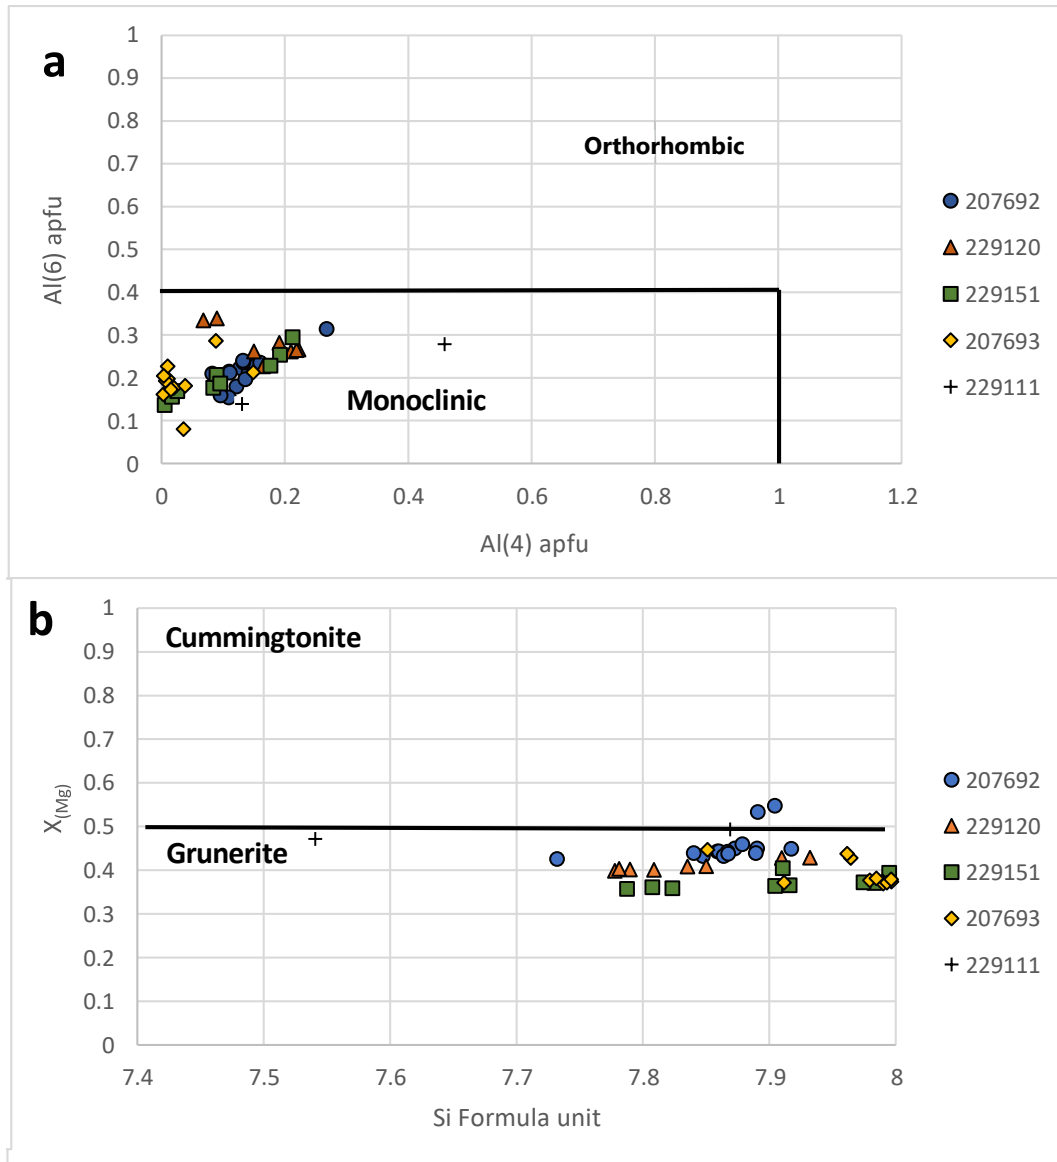 a
1
0.9
0.8
0.7
0.6
0.5
0.4
0.3
0.2
0.1
0
Al(6) apfu
Orthorhombic
Monoclinic
0 0.2 0.4 0.6 0.8 1 1.2
Al(4) apfu
207692
229120
229151
207693
229111
b
1
0.9
0.8
0.7
0.6
0.5
0.4
0.3
0.2
0.1
0
X(Mg)
Cummingtonite
Grunerite
7.4 7.5 7.6 7.7 7.8 7.9 8
Si Formula unit
207692
229120
229151
207693
229111